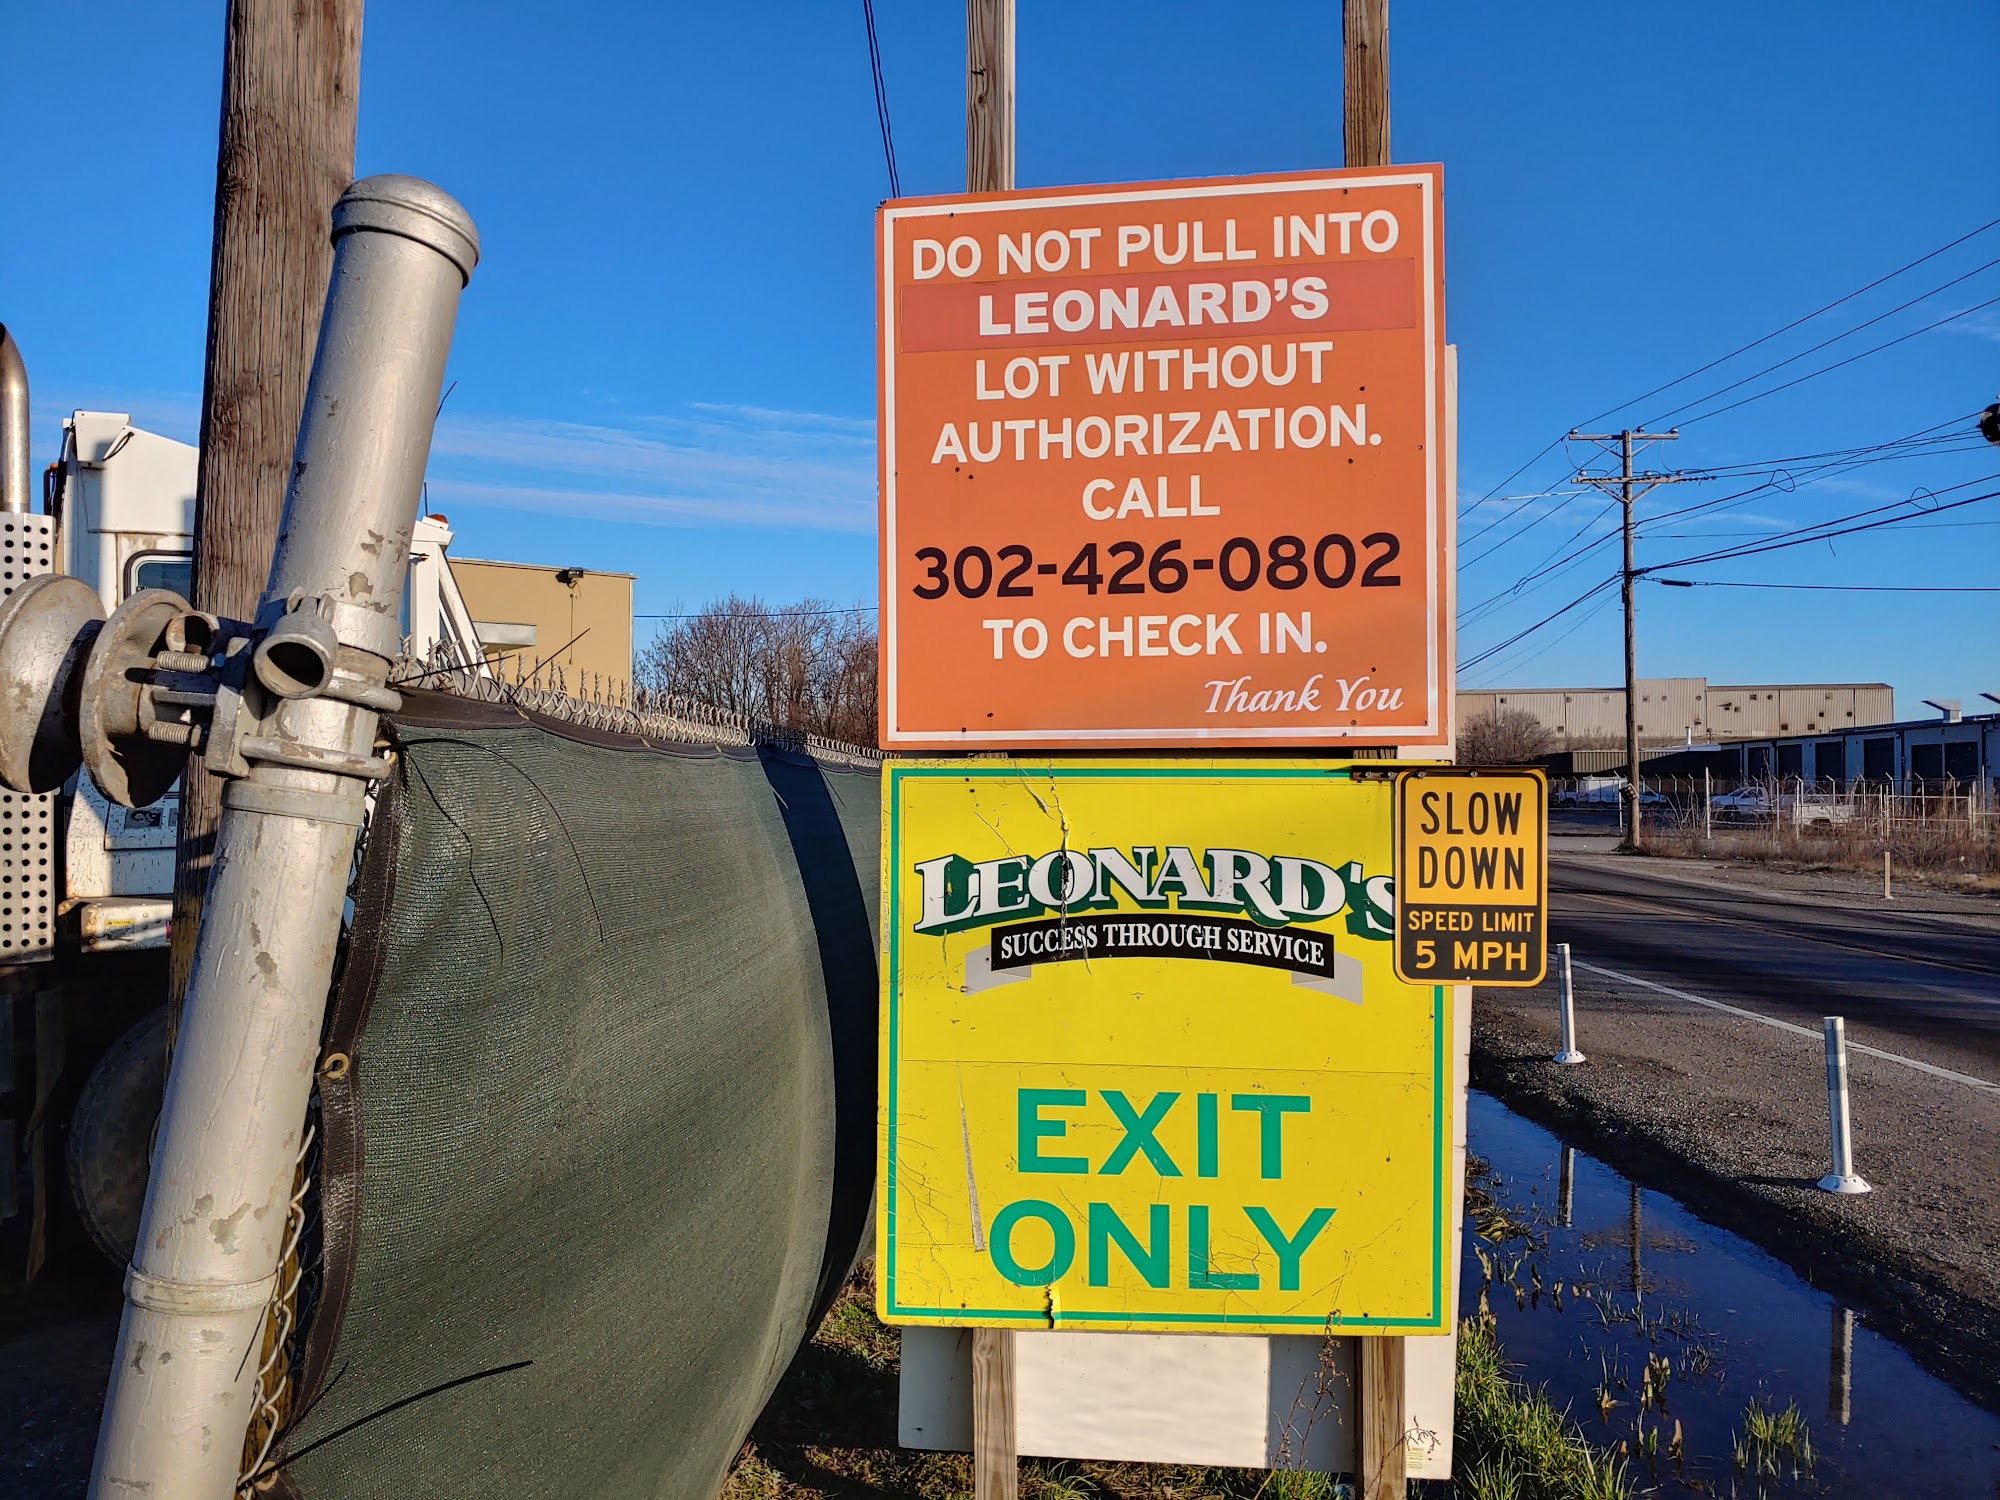 DO NOT PULL INTO
LEONARD'S
LOT WITHOUT
AUTHORIZATION.
CALL
302-426-0802
TO CHECK IN.
Thank You
LEONARD'S
SUCCESS THROUGH SERVICE
EXIT
ONLY
SLOW
DOWN
SPEED LIMIT
5 MPH